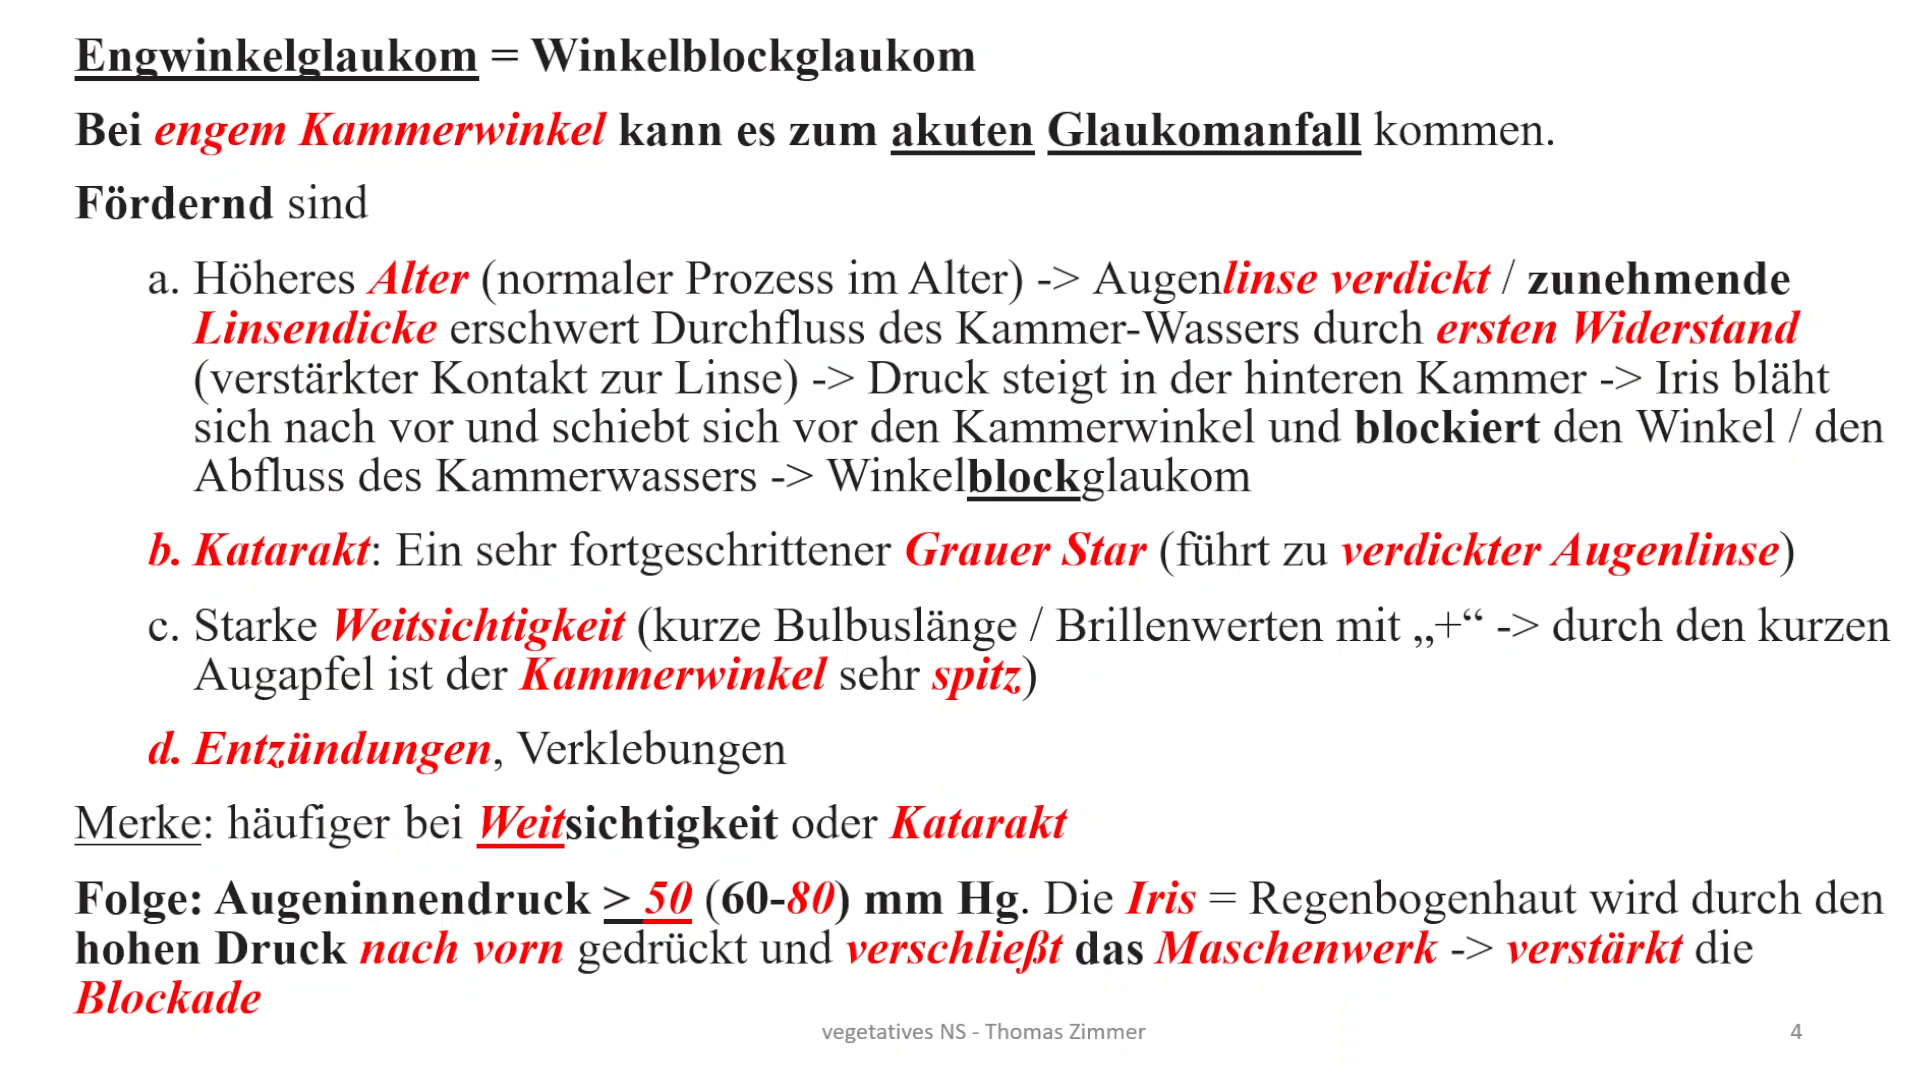 Engwinkelglaukom = Winkelblockglaukom
Bei engem Kammerwinkel kann es zum akuten Glaukomanfall kommen.
Fördernd sind
a. Höheres Alter (normaler Prozess im Alter) -> Augenlinse verdickt / zunehmende
Linsendicke erschwert Durchfluss des Kammer-Wassers durch ersten Widerstand
(verstärkter Kontakt zur Linse) -> Druck steigt in der hinteren Kammer -> Iris bläht
sich nach vor und schiebt sich vor den Kammerwinkel und blockiert den Winkel / den
Abfluss des Kammerwassers -> Winkelblockglaukom
b. Katarakt: Ein sehr fortgeschrittener Grauer Star (führt zu verdickter Augenlinse)
c. Starke Weitsichtigkeit (kurze Bulbuslänge / Brillenwerten mit „+“ -> durch den kurzen
Augapfel ist der Kammerwinkel sehr spitz)
d. Entzündungen, Verklebungen
Merke: häufiger bei Weitsichtigkeit oder Katarakt
Folge: Augeninnendruck > 50 (60-80) mm Hg. Die Iris = Regenbogenhaut wird durch den
hohen Druck nach vorn gedrückt und verschließt das Maschenwerk -> verstärkt die
Blockade
vegetatives NS - Thomas Zimmer
4